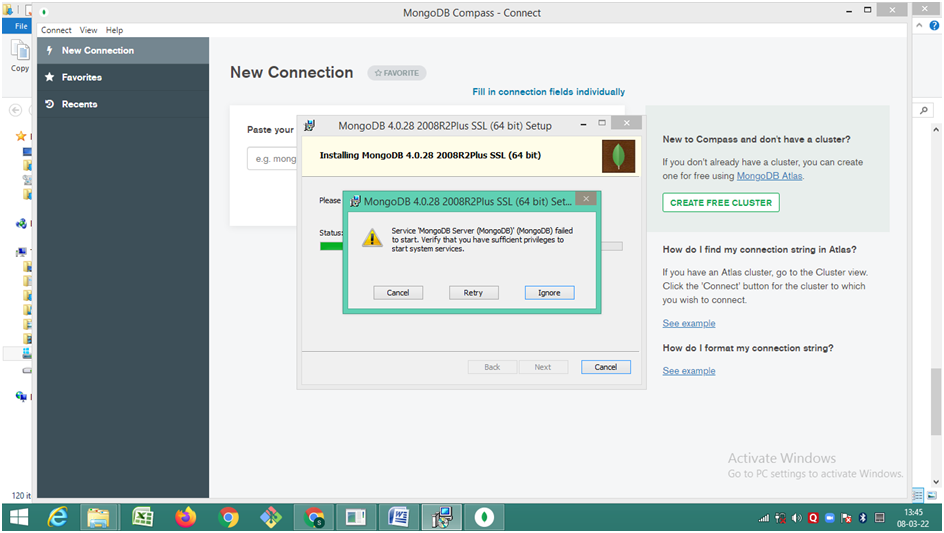 MongoDB Compass - Connect
File
Connect View Help
Copy
New Connection
Favorites
Recents
New Connection
FAVORITE
Fill in connection fields individually
Paste your
e.g. mong
New to Compass and don't have a cluster?
If you don't already have a cluster, you can create
one for free using MongoDB Atlas.
CREATE FREE CLUSTER
How do I find my connection string in Atlas?
If you have an Atlas cluster, go to the Cluster view.
Click the 'Connect' button for the cluster to which
you wish to connect.
See example
How do I format my connection string?
See example
MongoDB 4.0.28 2008R2Plus SSL (64 bit) Setup
Installing MongoDB 4.0.28 2008R2Plus SSL (64 bit)
Please
Status:
MongoDB 4.0.28 2008R2Plus SSL (64 bit) Set...
Service 'MongoDB Server (MongoDB)' (MongoDB) failed
to start. Verify that you have sufficient privileges to
start system services.
Cancel Retry Ignore
Back Next Cancel
Activate Windows
Go to PC settings to activate Windows.
120 it
13:45
08-03-22